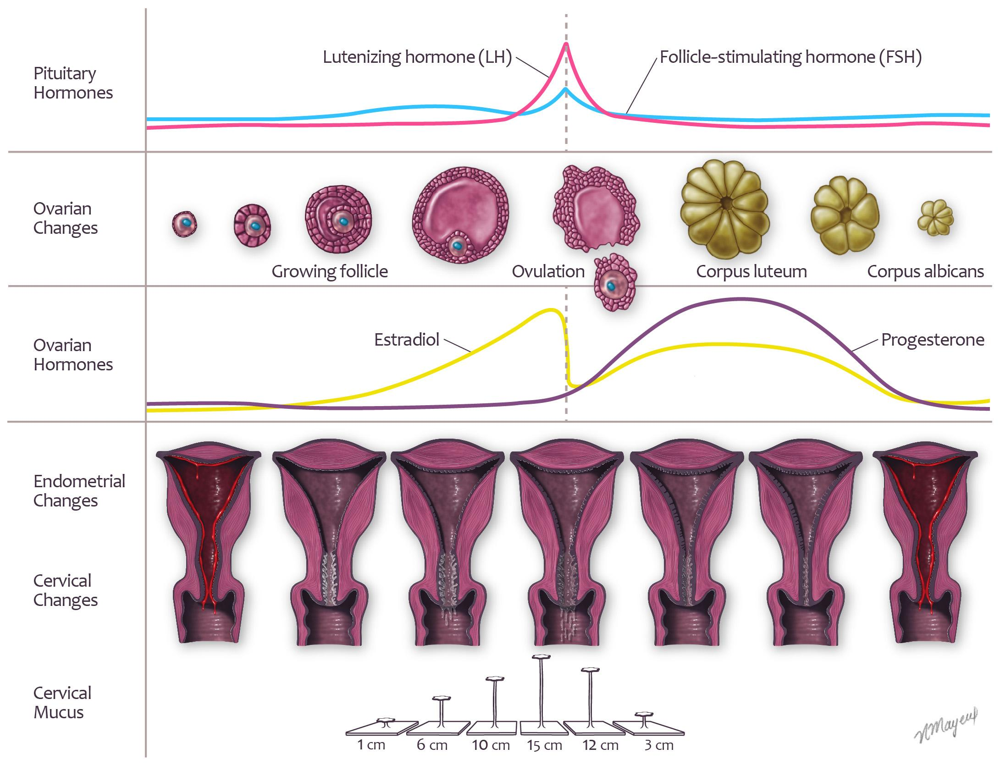 Lutenizing hormone (LH)
Follicle-stimulating hormone (FSH)
Pituitary
Hormones
Ovarian
Changes
Growing follicle
Ovulation
Corpus luteum
Corpus albicans
Ovarian
Hormones
Estradiol
Progesterone
Endometrial
Changes
Cervical
Changes
Cervical
Mucus
1 cm
6 cm
10 cm
15 cm
12 cm
3 cm